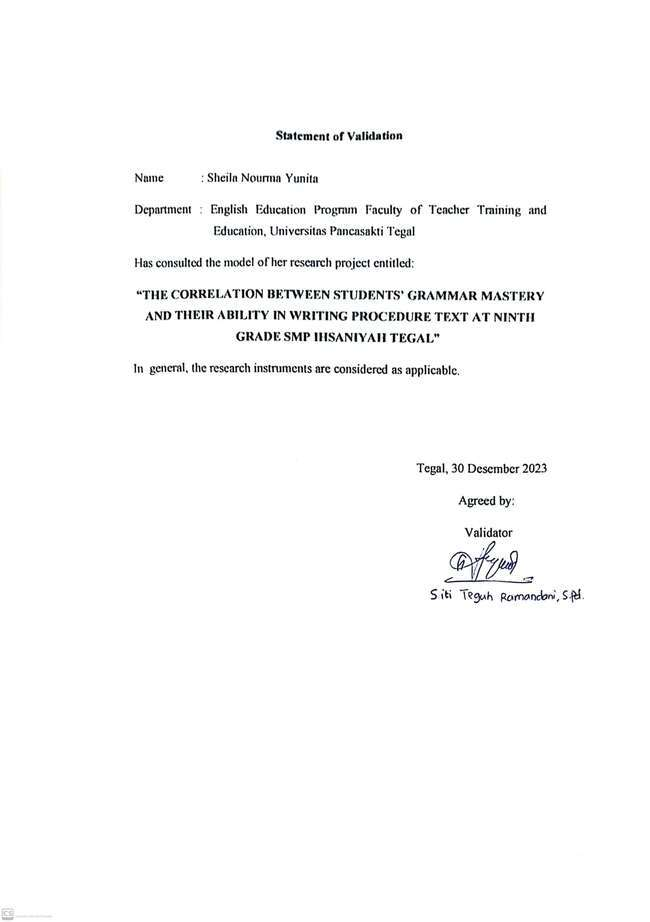 Statement of Validation
Name : Sheila Nourma Yunita
Department : English Education Program Faculty of Teacher Training and
Education, Universitas Pancasakti Tegal
Has consulted the model of her research project entitled:
“THE CORRELATION BETWEEN STUDENTS’ GRAMMAR MASTERY
AND THEIR ABILITY IN WRITING PROCEDURE TEXT AT NINTH
GRADE SMP IHSANIYAH TEGAL”
In general, the research instruments are considered as applicable.
Tegal, 30 Desember 2023
Agreed by:
Validator
Siti Teguh Ramandani, S.Pd.
CS